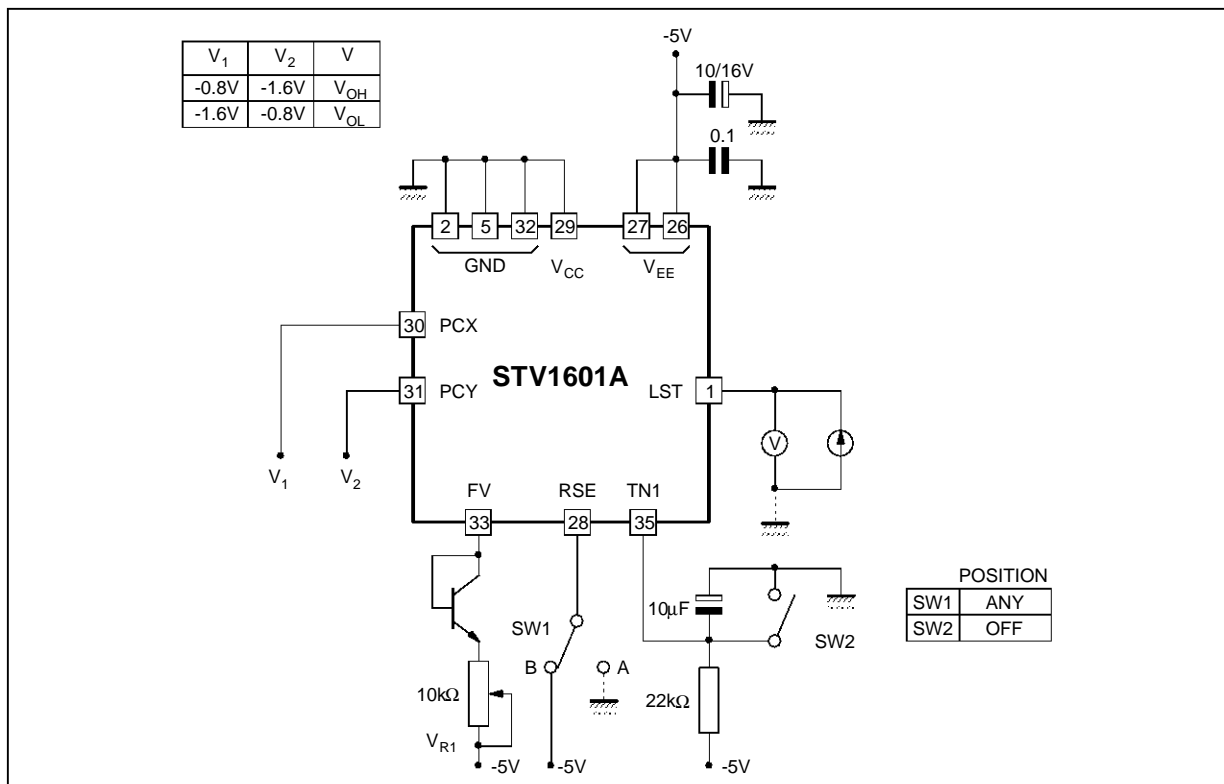 V1 V2 V
-0.8V -1.6V VOH
-1.6V -0.8V VOL
-5V
10/16V
0.1
2 5 32 29 27 26
GND VCC VEE
30 PCX
31 PCY
STV1601A
LST 1
V
V1 V2
FV RSE TN1
33 28 35
10kΩ
VR1
-5V
SW1
B A
-5V
10μF
SW2
22kΩ
-5V
POSITION
SW1 ANY
SW2 OFF